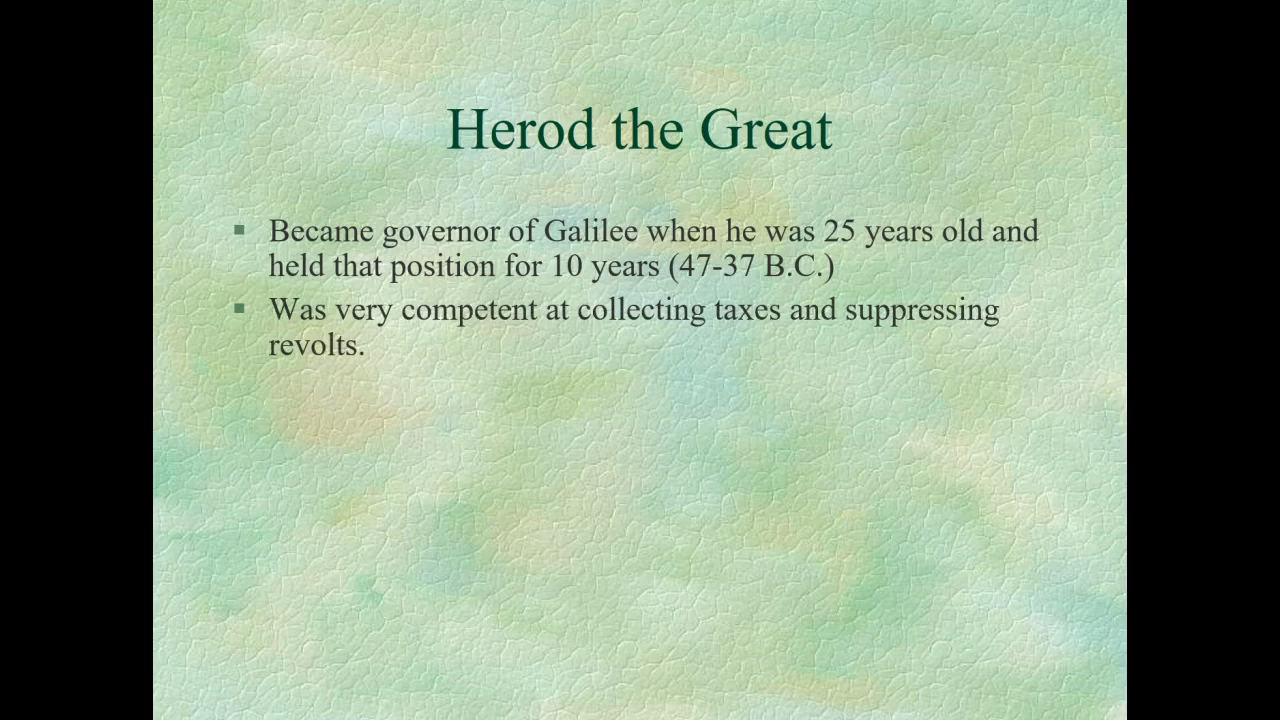 Herod the Great
Became governor of Galilee when he was 25 years old and
held that position for 10 years (47-37 B.C.)
Was very competent at collecting taxes and suppressing
revolts.